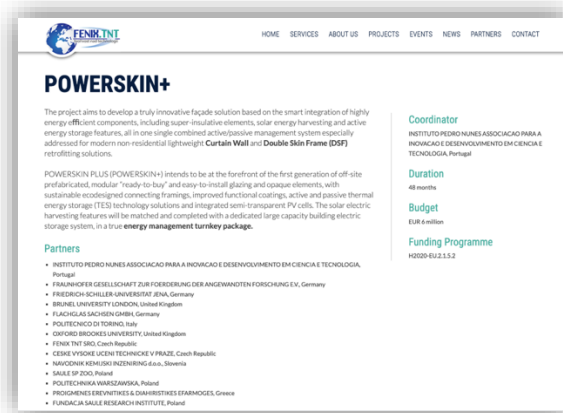 FENIX TNT
HOME SERVICES ABOUT US PROJECTS EVENTS NEWS PARTNERS CONTACT
POWERSKIN+
The project aims to develop a truly innovative façade solution based on the smart integration of highly
energy efficient components, including super-insulative elements, solar energy harvesting and active
energy storage features, all in one single combined active/passive management system especially
addressed for modern non-residential lightweight Curtain Wall and Double Skin Frame (DSF)
retrofitting solutions.
POWERSKIN PLUS (POWERSKIN+) intends to be at the forefront of the first generation of off-site
prefabricated, modular "ready-to-buy" and easy-to-install glazing and opaque elements, with
sustainable ecodesigned connecting framings, improved functional coatings, active and passive thermal
energy storage (TES) technology solutions and integrated semi-transparent PV cells. The solar electric
harvesting features will be matched and completed with a dedicated large capacity building electric
storage system, in a true energy management turnkey package.
Partners
• INSTITUTO PEDRO NUNES ASSOCIACAO PARA A INOVACAO E DESENVOLVIMENTO EM CIENCIA E TECNOLOGIA,
Portugal
• FRAUNHOFER GESELLSCHAFT ZUR FOERDERUNG DER ANGEWANDTEN FORSCHUNG E.V., Germany
• FRIEDRICH-SCHILLER-UNIVERSITAT JENA, Germany
• BRUNEL UNIVERSITY LONDON, United Kingdom
• FLACHGLAS SACHSEN GMBH, Germany
• POLITECNICO DI TORINO, Italy
• OXFORD BROOKES UNIVERSITY, United Kingdom
• FENIX TNT SRO, Czech Republic
• CESKE VYSOKE UCENI TECHNICKE V PRAZE, Czech Republic
• NAVODNIK KEMIJSKI INZENIRING d.o.o., Slovenia
• SAULE SP ZOO, Poland
• POLITECHNIKA WARSZAWSKA, Poland
• PROIGMENES EREVNITIKES & DIAHIRISTIKES EFARMOGES, Greece
• FUNDACJA SAULE RESEARCH INSTITUTE, Poland
Coordinator
INSTITUTO PEDRO NUNES ASSOCIACAO PARA A
INOVACAO E DESENVOLVIMENTO EM CIENCIA E
TECNOLOGIA, Portugal
Duration
48 months
Budget
EUR 6 million
Funding Programme
H2020-EU.2.1.5.2